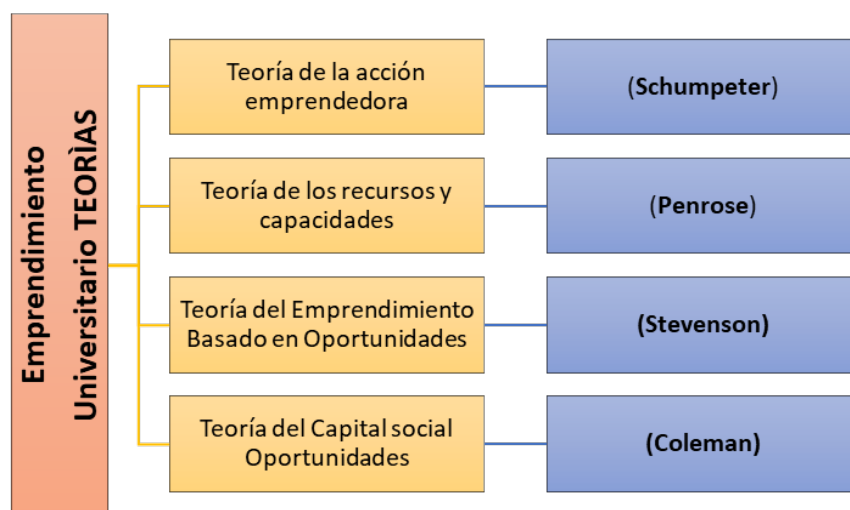 Emprendimiento
Universitario TEORÌAS
Teoría de la acción
emprendedora
(Schumpeter)
Teoría de los recursos y
capacidades
(Penrose)
Teoría del Emprendimiento
Basado en Oportunidades
(Stevenson)
Teoría del Capital social
Oportunidades
(Coleman)